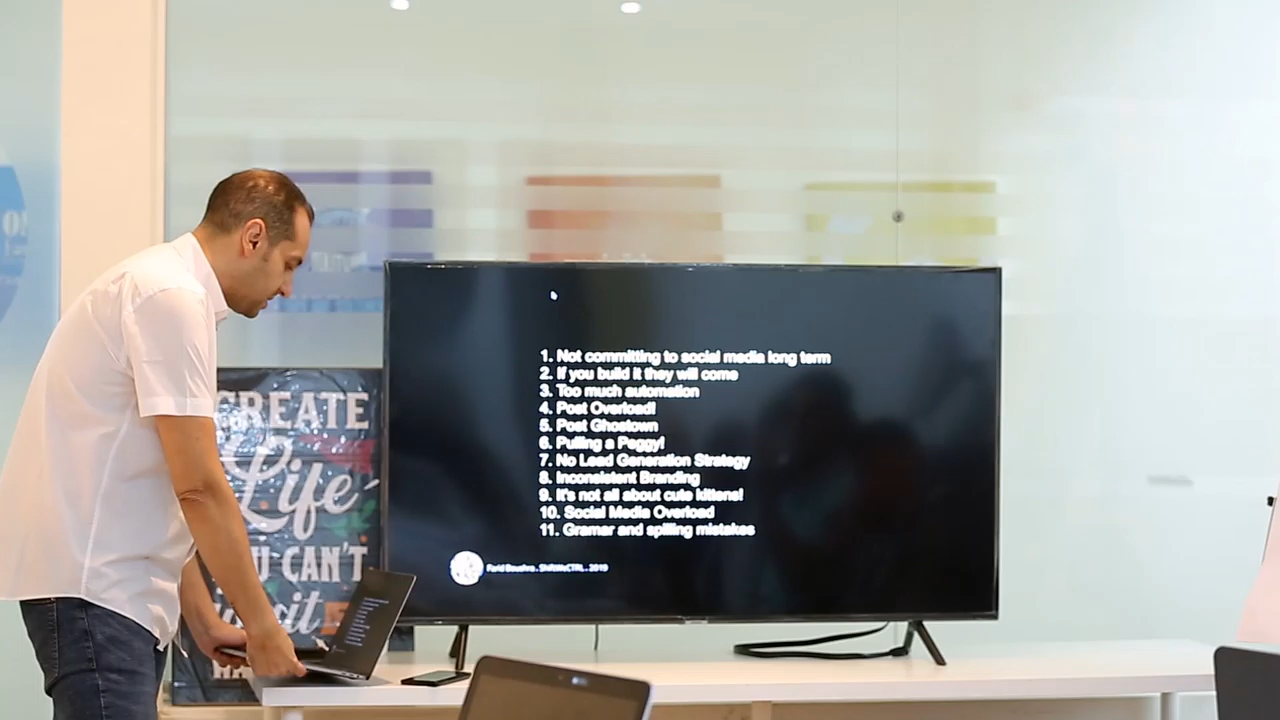 1. Not committing to social media long term
2. If you build it they will come
3. Too much automation
4. Post Overload!
5. Post Ghostown
6. Pulling a Peggy!
7. No Lead Generation Strategy
8. Inconsistent Branding
9. It's not all about cute kittens!
10. Social Media Overload
11. Gramar and spilling mistakes
2019
CREATE
Life
U CAN'T